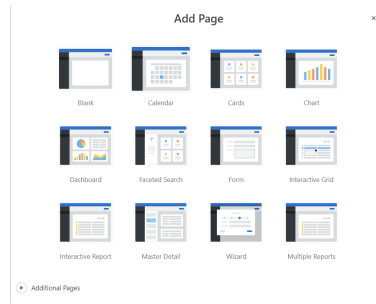 Add Page
×
Blank
Calendar
Cards
Chart
Dashboard
Faceted Search
Form
Interactive Grid
Interactive Report
Master Detail
Wizard
Multiple Reports
Additional Pages